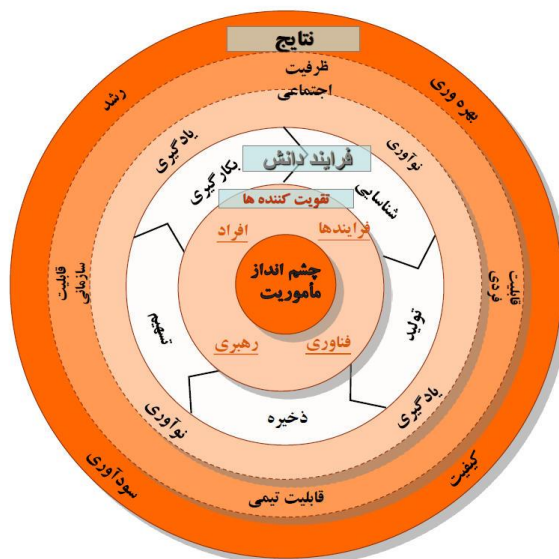 نتایج
ظرفیت
اجتماعی
رشد
بهره وری
یادگیری
نوآوری
فرایند دانش
بکارگیری
شناسایی
تقویت کننده ها
افراد
فرایندها
چشم انداز
ماموریت
قابلیت
سازمانی
قابلیت
فردی
تسهیم
تولید
رهبری
فناوری
ذخیره
نوآوری
یادگیری
قابلیت تیمی
سودآوری
کیفیت